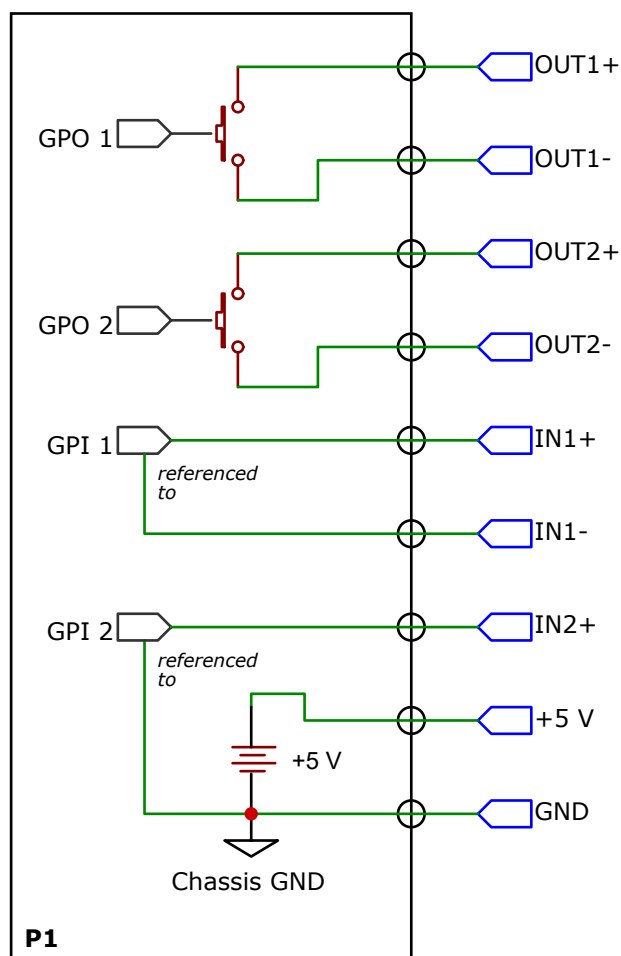 OUT1+
GPO 1
OUT1-
OUT2+
GPO 2
OUT2-
GPI 1
IN1+
referenced
to
IN1-
GPI 2
IN2+
referenced
to
+5 V
+5 V
GND
Chassis GND
P1